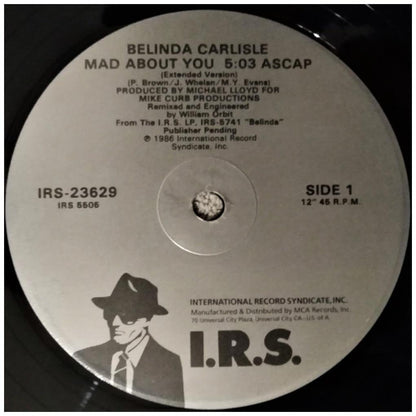 BELINDA CARLISLE
MAD ABOUT YOU 5:03 ASCAP
(Extended Version)
(P. Brown/J. Whelan/M.Y. Evans)
PRODUCED BY MICHAEL LLOYD FOR
MIKE CURB PRODUCTIONS
Remixed and Engineered
by William Orbit
From The I.R.S. LP, IRS-5741 "Belinda"
Publisher Pending
℗ 1986 International Record
Syndicate, Inc.
IRS-23629
IRS 5506
SIDE 1
12" 45 R.P.M.
INTERNATIONAL RECORD SYNDICATE, INC.
Manufactured & Distributed by MCA Records, Inc.
70 Universal City Plaza, Universal City, CA.-U.S. of A.
I.R.S.